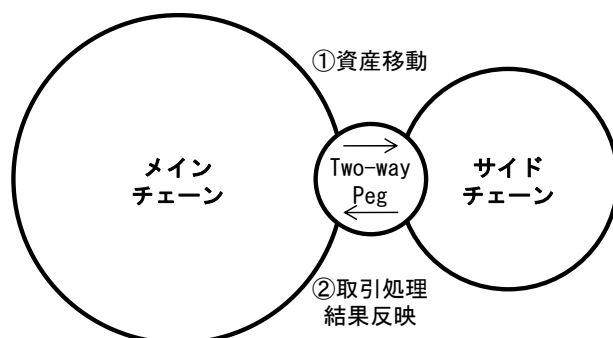 ①資産移動
メイン
チェーン
Two-way
Peg
サイド
チェーン
②取引処理
結果反映